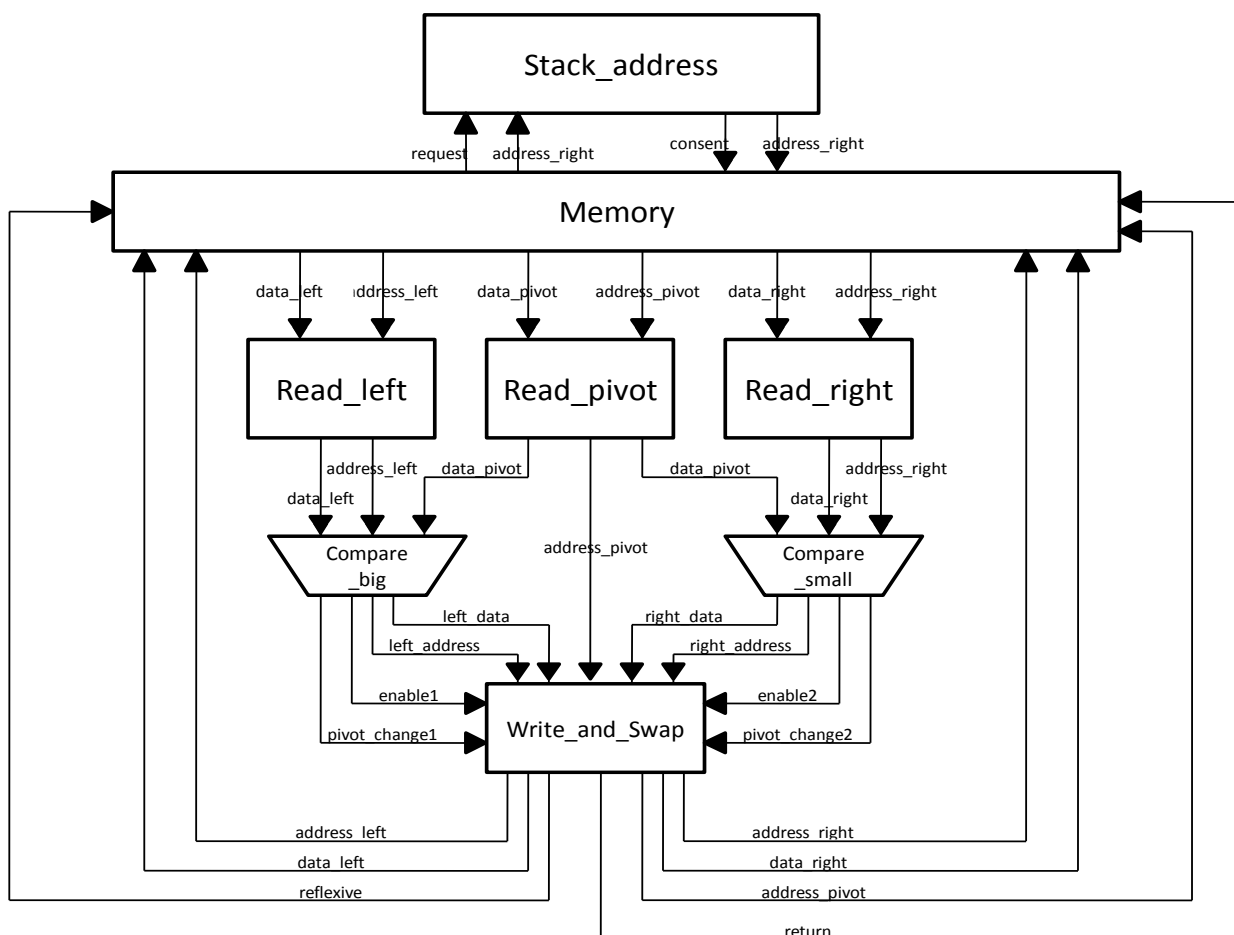 Stack_address
request
address_right
consent
address_right
Memory
data_left
address_left
data_pivot
address_pivot
data_right
address_right
Read_left
Read_pivot
Read_right
address_left
data_pivot
data_pivot
address_right
data_left
data_right
Compare
_big
address_pivot
Compare
_small
left_data
right_data
left_address
right_address
enable1
enable2
Write_and_Swap
pivot_change1
pivot_change2
address_left
address_right
data_left
data_right
reflexive
address_pivot
return